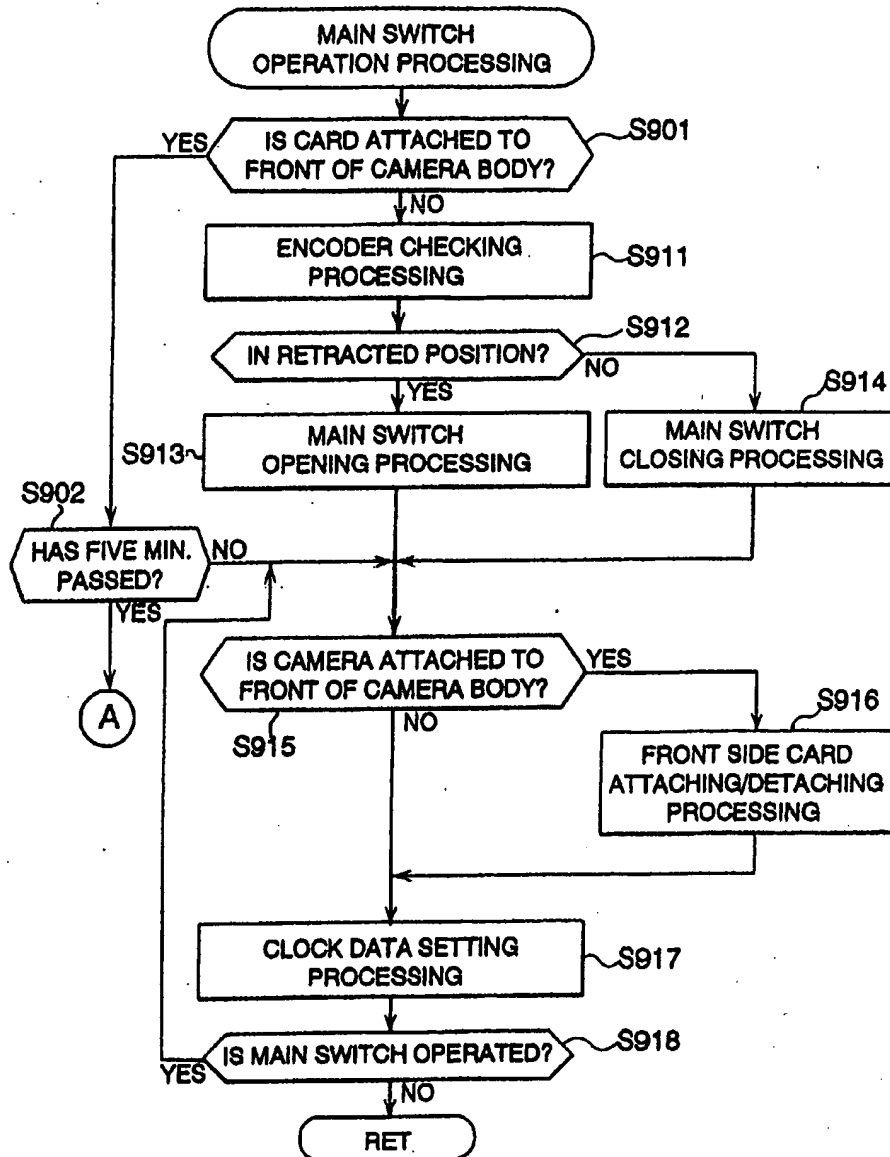 MAIN SWITCH
OPERATION PROCESSING
YES
IS CARD ATTACHED TO
FRONT OF CAMERA BODY?
S901
NO
ENCODER CHECKING
PROCESSING
S911
IN RETRACTED POSITION?
S912
NO
YES
S913
MAIN SWITCH
OPENING PROCESSING
S914
MAIN SWITCH
CLOSING PROCESSING
S902
HAS FIVE MIN.
PASSED?
NO
YES
A
IS CAMERA ATTACHED TO
FRONT OF CAMERA BODY?
YES
S915
NO
S916
FRONT SIDE CARD
ATTACHING/DETACHING
PROCESSING
CLOCK DATA SETTING
PROCESSING
S917
IS MAIN SWITCH OPERATED?
S918
YES
NO
RET